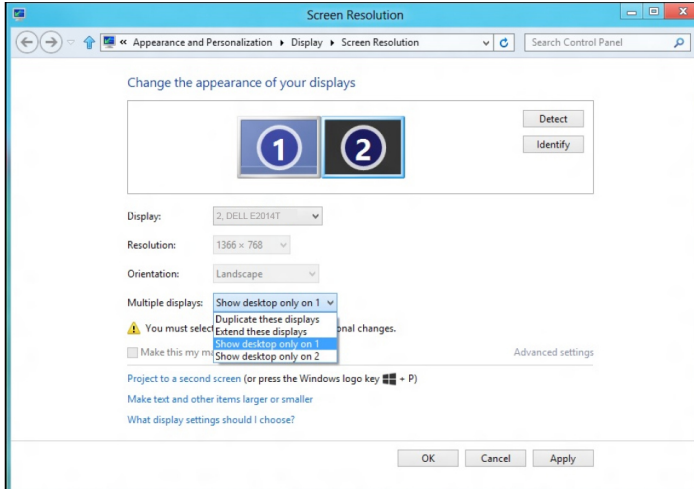 Screen Resolution
« Appearance and Personalization ▸ Display ▸ Screen Resolution
Search Control Panel
Change the appearance of your displays
1
2
Detect
Identify
Display:
2, DELL E2014T
Resolution:
1366 × 768
Orientation:
Landscape
Multiple displays:
Show desktop only on 1
Duplicate these displays
Extend these displays
Show desktop only on 1
Show desktop only on 2
You must select
onal changes.
Make this my m
Advanced settings
Project to a second screen (or press the Windows logo key + P)
Make text and other items larger or smaller
What display settings should I choose?
OK
Cancel
Apply